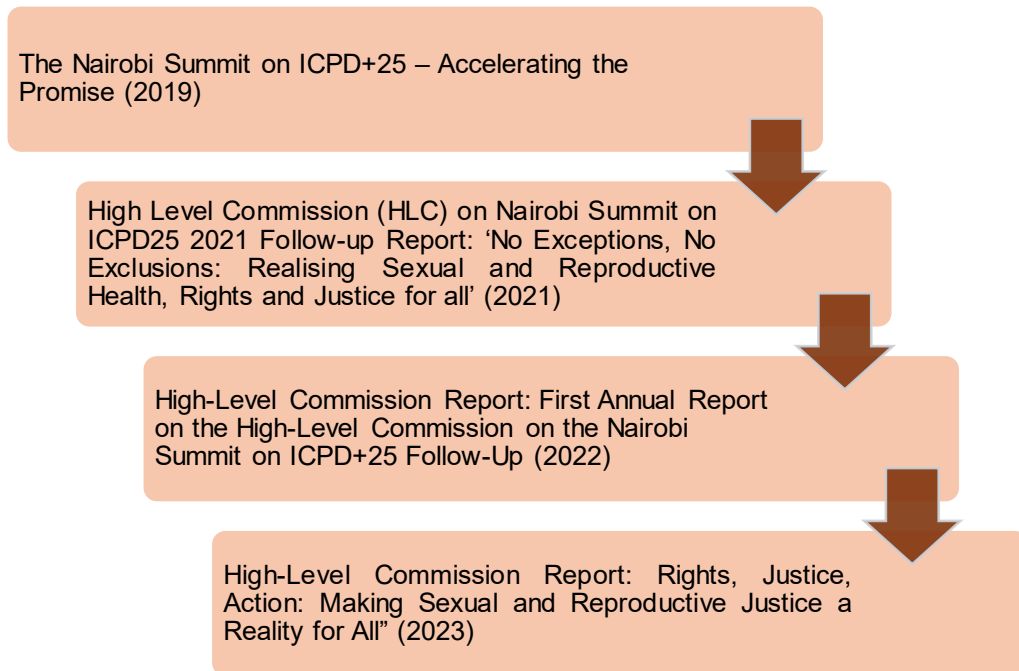 The Nairobi Summit on ICPD+25 – Accelerating the
Promise (2019)
High Level Commission (HLC) on Nairobi Summit on
ICPD25 2021 Follow-up Report: ‘No Exceptions, No
Exclusions: Realising Sexual and Reproductive
Health, Rights and Justice for all’ (2021)
High-Level Commission Report: First Annual Report
on the High-Level Commission on the Nairobi
Summit on ICPD+25 Follow-Up (2022)
High-Level Commission Report: Rights, Justice,
Action: Making Sexual and Reproductive Justice a
Reality for All” (2023)